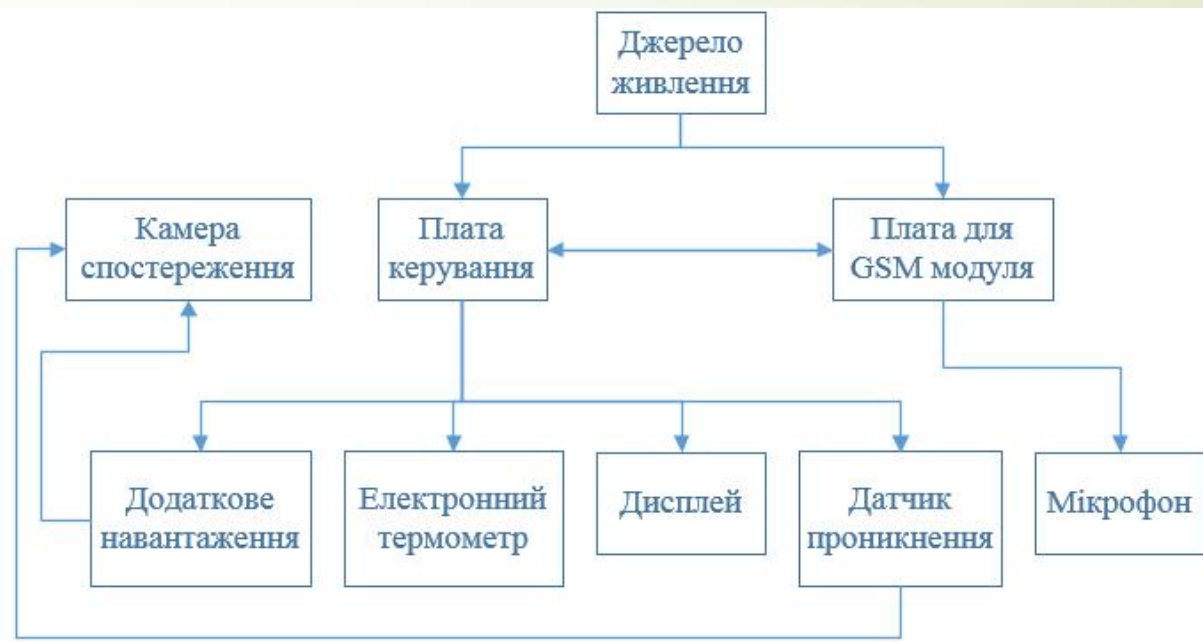 Джерело
живлення
Камера
спостереження
Плата
керування
Плата для
GSM модуля
Додаткове
навантаження
Електронний
термометр
Дисплей
Датчик
проникнення
Мікрофон